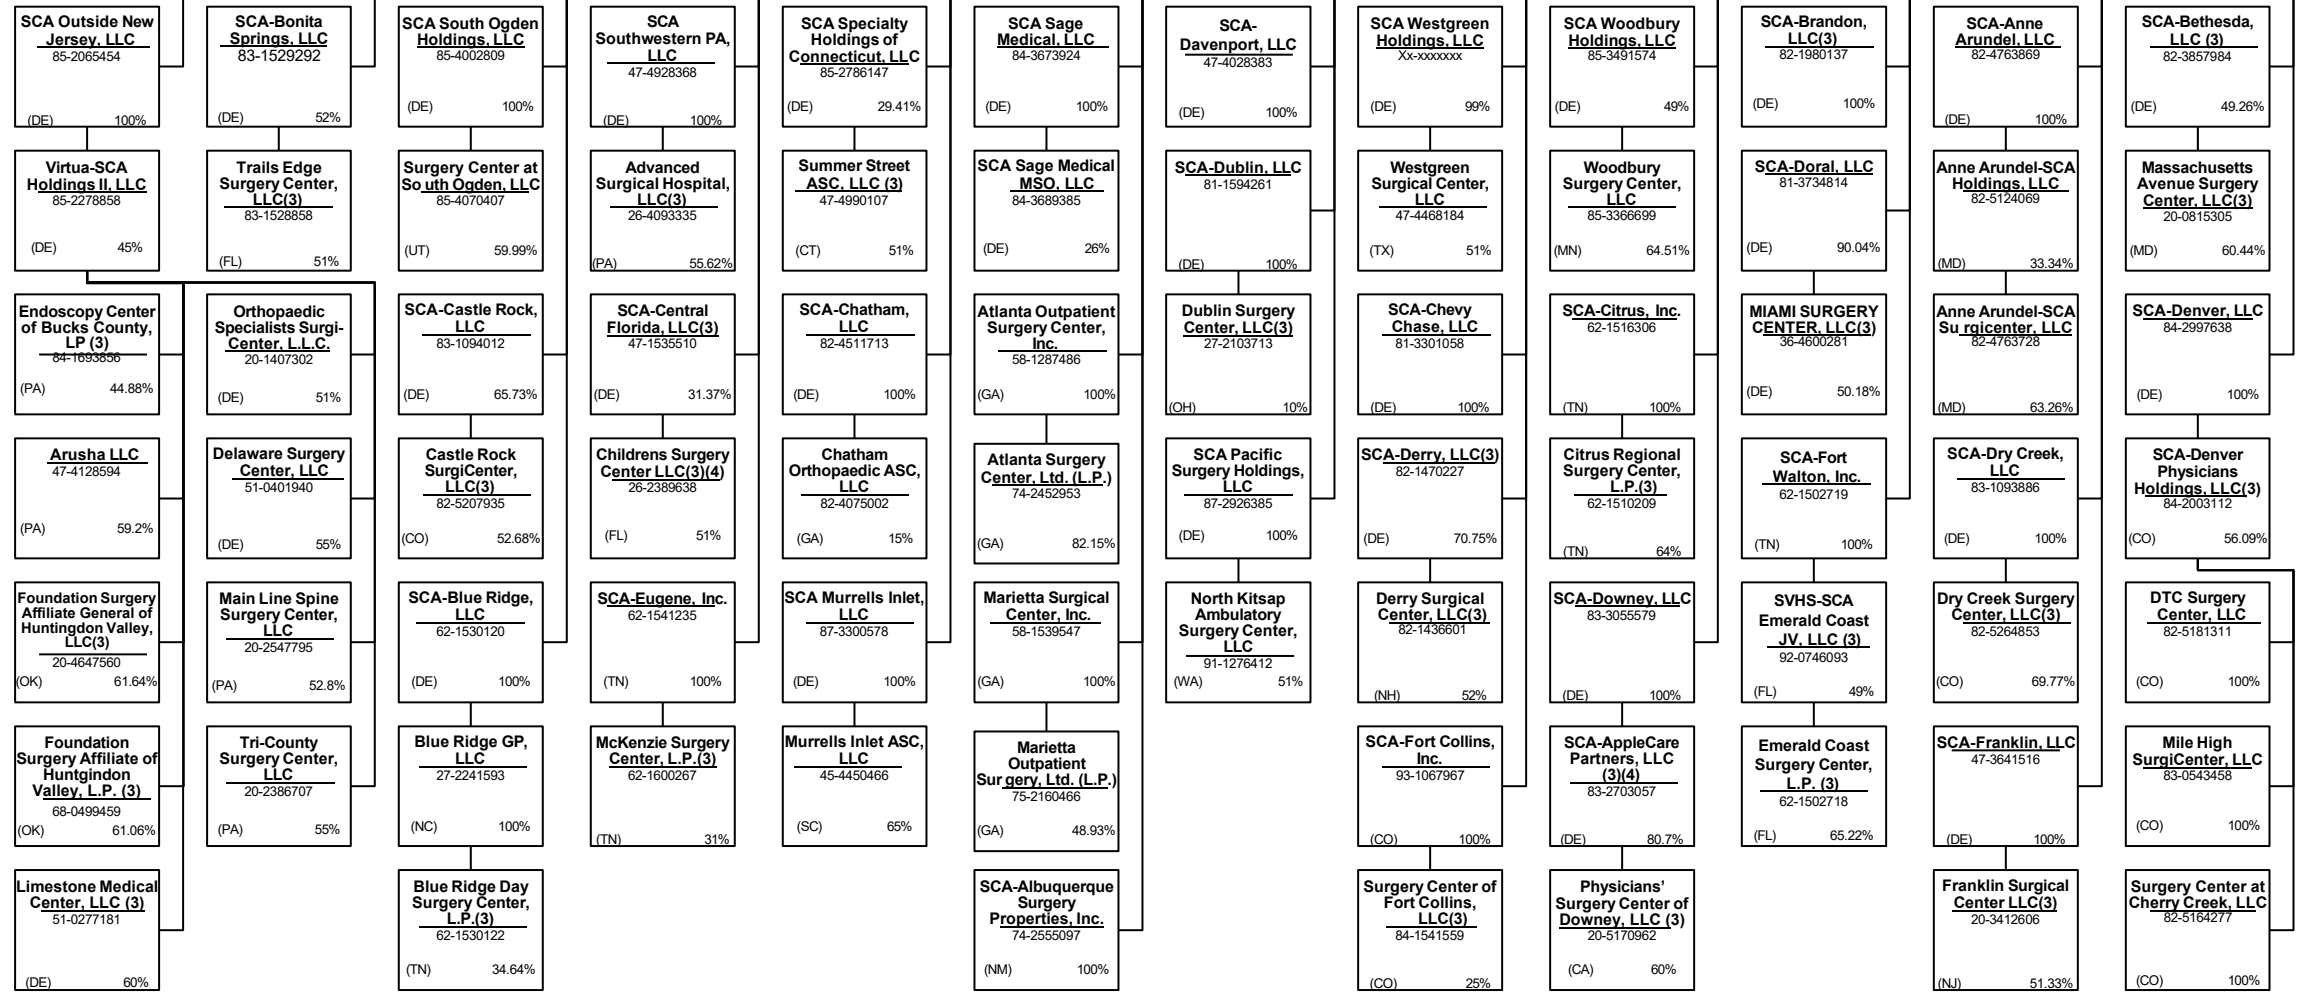 SCA Outside New
Jersey, LLC
85-2065454
(DE) 100%
Virtua-SCA
Holdings II, LLC
85-2278858
(DE) 45%
Endoscopy Center
of Bucks County,
LP (3)
84-1693856
(PA) 44.88%
Arusha LLC
47-4128594
(PA) 59.2%
Foundation Surgery
Affiliate General of
Huntingdon Valley,
LLC(3)
20-4647560
(OK) 61.64%
Foundation
Surgery Affiliate of
Huntgindon
Valley, L.P. (3)
68-0499459
(OK) 61.06%
Limestone Medical
Center, LLC (3)
51-0277181
(DE) 60%
SCA-Bonita
Springs, LLC
83-1529292
(DE) 52%
Trails Edge
Surgery Center,
LLC(3)
83-1528858
(FL) 51%
Orthopaedic
Specialists Surgi-
Center, L.L.C.
20-1407302
(DE) 51%
Delaware Surgery
Center, LLC
51-0401940
(DE) 55%
Main Line Spine
Surgery Center,
LLC
20-2547795
(PA) 52.8%
Tri-County
Surgery Center,
LLC
20-2386707
(PA) 55%
SCA South Ogden
Holdings, LLC
85-4002809
(DE) 100%
Surgery Center at
South Ogden, LLC
85-4070407
(UT) 59.99%
SCA-Castle Rock,
LLC
83-1094012
(DE) 65.73%
Castle Rock
SurgiCenter,
LLC(3)
82-5207935
(CO) 52.68%
SCA-Blue Ridge,
LLC
62-1530120
(DE) 100%
Blue Ridge GP,
LLC
27-2241593
(NC) 100%
Blue Ridge Day
Surgery Center,
L.P.(3)
62-1530122
(TN) 34.64%
SCA
Southwestern PA,
LLC
47-4928368
(DE) 100%
Advanced
Surgical Hospital,
LLC(3)
26-4093335
(PA) 55.62%
SCA-Central
Florida, LLC(3)
47-1535510
(DE) 31.37%
Childrens Surgery
Center LLC(3)(4)
26-2389638
(FL) 51%
SCA-Eugene, Inc.
62-1541235
(TN) 100%
McKenzie Surgery
Center, L.P.(3)
62-1600267
(TN) 31%
SCA Specialty
Holdings of
Connecticut, LLC
85-2786147
(DE) 29.41%
Summer Street
ASC, LLC (3)
47-4990107
(CT) 51%
SCA-Chatham,
LLC
82-4511713
(DE) 100%
Chatham
Orthopaedic ASC,
LLC
82-4075002
(GA) 15%
SCA Murrells Inlet,
LLC
87-3300578
(DE) 100%
Murrells Inlet ASC,
LLC
45-4450466
(SC) 65%
SCA Sage
Medical, LLC
84-3673924
(DE) 100%
SCA Sage Medical
MSO, LLC
84-3689385
(DE) 26%
Atlanta Outpatient
Surgery Center,
Inc.
58-1287486
(GA) 100%
Atlanta Surgery
Center, Ltd. (L.P.)
74-2452953
(GA) 82.15%
Marietta Surgical
Center, Inc.
58-1539547
(GA) 100%
Marietta
Outpatient
Surgery, Ltd. (L.P.)
75-2160466
(GA) 48.93%
SCA-Albuquerque
Surgery
Properties, Inc.
74-2555097
(NM) 100%
SCA-
Davenport, LLC
47-4028383
(DE) 100%
SCA-Dublin, LLC
81-1594261
(DE) 100%
Dublin Surgery
Center, LLC(3)
27-2103713
(OH) 10%
SCA Pacific
Surgery Holdings,
LLC
87-2926385
(DE) 100%
North Kitsap
Ambulatory
Surgery Center,
LLC
91-1276412
(WA) 51%
SCA Westgreen
Holdings, LLC
Xx-xxxxxxx
(DE) 99%
Westgreen
Surgical Center,
LLC
47-4468184
(TX) 51%
SCA-Chevy
Chase, LLC
81-3301058
(DE) 100%
SCA-Derry, LLC(3)
82-1470227
(DE) 70.75%
Derry Surgical
Center, LLC(3)
82-1436601
(NH) 52%
SCA-Fort Collins,
Inc.
93-1067967
(CO) 100%
Surgery Center of
Fort Collins,
LLC(3)
84-1541559
(CO) 25%
SCA Woodbury
Holdings, LLC
85-3491574
(DE) 49%
Woodbury
Surgery Center,
LLC
85-3366699
(MN) 64.51%
SCA-Citrus, Inc.
62-1516306
(TN) 100%
Citrus Regional
Surgery Center,
L.P.(3)
62-1510209
(TN) 64%
SCA-Downey, LLC
83-3055579
(DE) 100%
SCA-AppleCare
Partners, LLC
(3)(4)
83-2703057
(DE) 80.7%
Physicians’
Surgery Center of
Downey, LLC (3)
20-5170962
(CA) 60%
SCA-Brandon,
LLC(3)
82-1980137
(DE) 100%
SCA-Doral, LLC
81-3734814
(DE) 90.04%
MIAMI SURGERY
CENTER, LLC(3)
36-4600281
(DE) 50.18%
SCA-Fort
Walton, Inc.
62-1502719
(TN) 100%
SVHS-SCA
Emerald Coast
JV, LLC (3)
92-0746093
(FL) 49%
Emerald Coast
Surgery Center,
L.P. (3)
62-1502718
(FL) 65.22%
SCA-Anne
Arundel, LLC
82-4763869
(DE) 100%
Anne Arundel-SCA
Holdings, LLC
82-5124069
(MD) 33.34%
Anne Arundel-SCA
Surgicenter, LLC
82-4763728
(MD) 63.26%
SCA-Dry Creek,
LLC
83-1093886
(DE) 100%
Dry Creek Surgery
Center, LLC(3)
82-5264853
(CO) 69.77%
SCA-Franklin, LLC
47-3641516
(DE) 100%
Franklin Surgical
Center LLC(3)
20-3412606
(NJ) 51.33%
SCA-Bethesda,
LLC (3)
82-3857984
(DE) 49.26%
Massachusetts
Avenue Surgery
Center, LLC(3)
20-0815305
(MD) 60.44%
SCA-Denver, LLC
84-2997638
(DE) 100%
SCA-Denver
Physicians
Holdings, LLC(3)
84-2003112
(CO) 56.09%
DTC Surgery
Center, LLC
82-5181311
(CO) 100%
Mile High
SurgiCenter, LLC
83-0543458
(CO) 100%
Surgery Center at
Cherry Creek, LLC
82-5164277
(CO) 100%